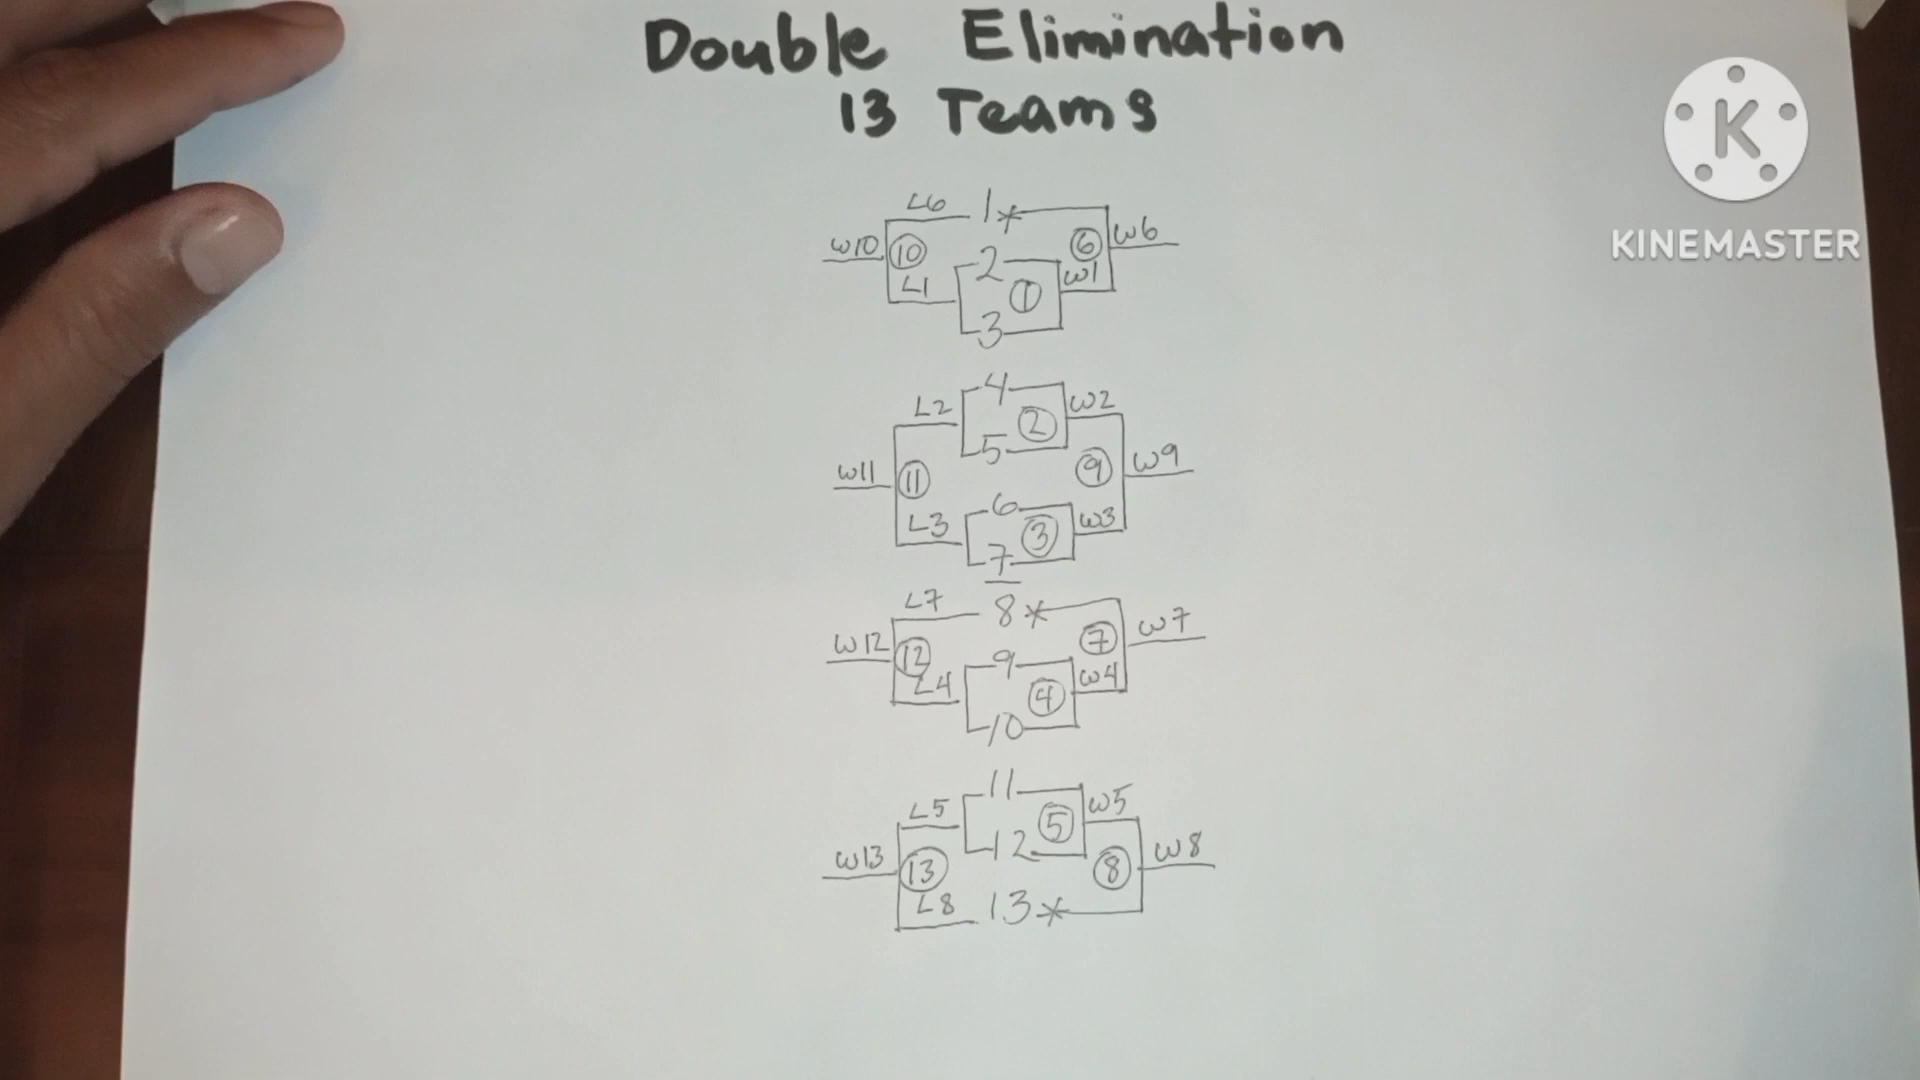 Double Elimination
13 Teams
K
KINEMASTER
L6 1*
w10 10 6 w6
2
L1 1 w1
3
4
L2 2 w2
5
w11 11 9 w9
6
L3 3 w3
7
L7 8*
w12 12 7 w7
9
L4 4 w4
10
11
L5 5 w5
12
w13 13 8 w8
L8 13*